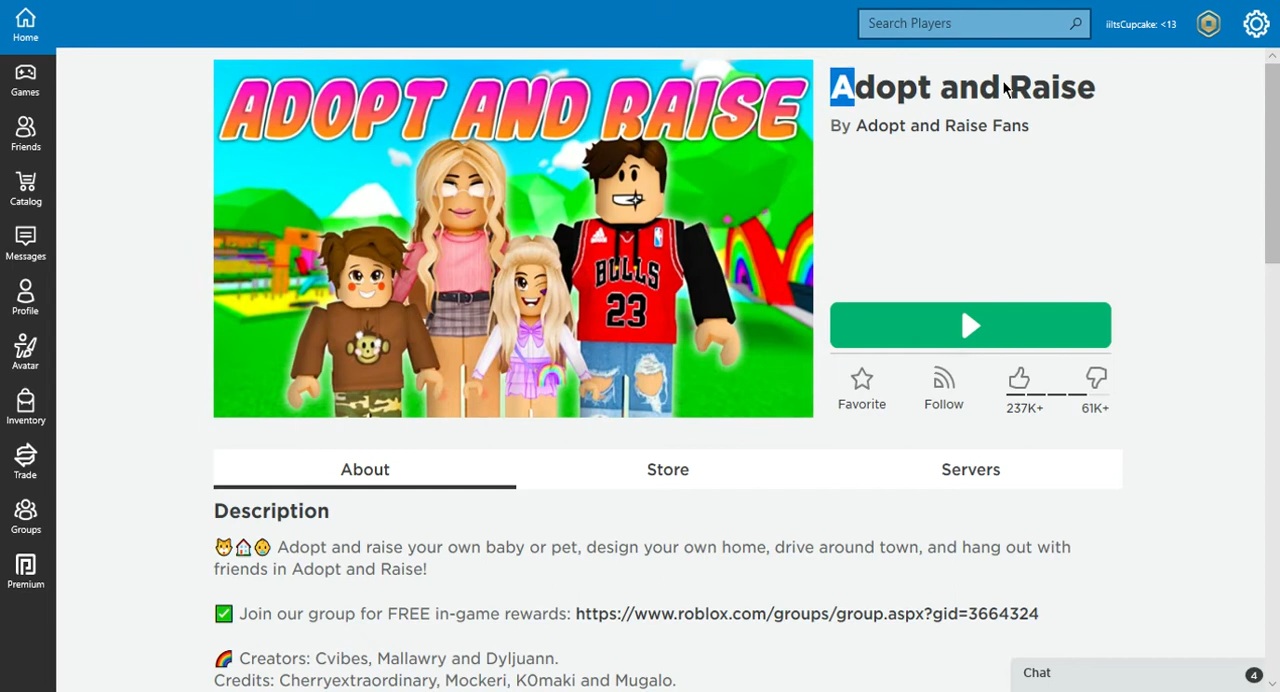 Home
Search Players
iiItsCupcake: <13
Games
Friends
Catalog
Messages
Profile
Avatar
Inventory
Trade
Groups
Premium
ADOPT AND RAISE
BULLS
23
Adopt and Raise
By Adopt and Raise Fans
Favorite
Follow
237K+
61K+
About
Store
Servers
Description
🐱🏠👶 Adopt and raise your own baby or pet, design your own home, drive around town, and hang out with
friends in Adopt and Raise!
✅ Join our group for FREE in-game rewards: https://www.roblox.com/groups/group.aspx?gid=3664324
🌈 Creators: Cvibes, Mallawry and Dyljuann.
Credits: Cherryextraordinary, Mockeri, K0maki and Mugalo.
Chat
4